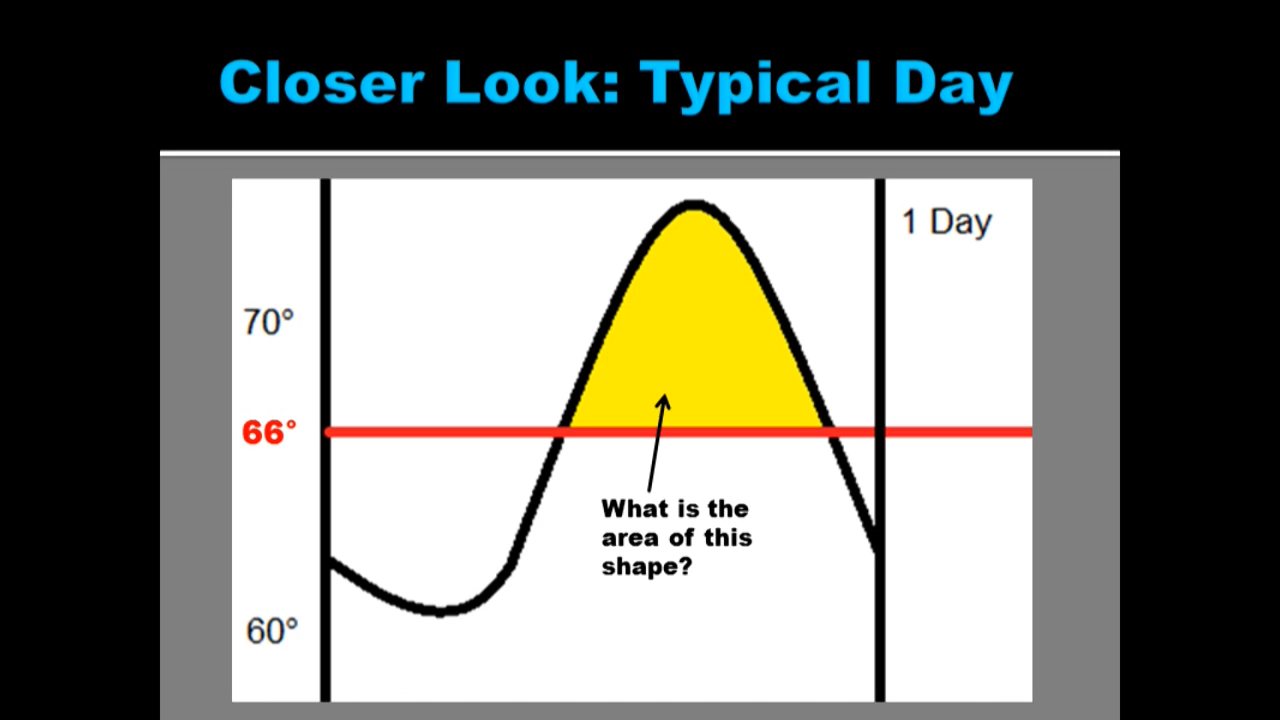 Closer Look: Typical Day
1 Day
70°
66°
What is the
area of this
shape?
60°